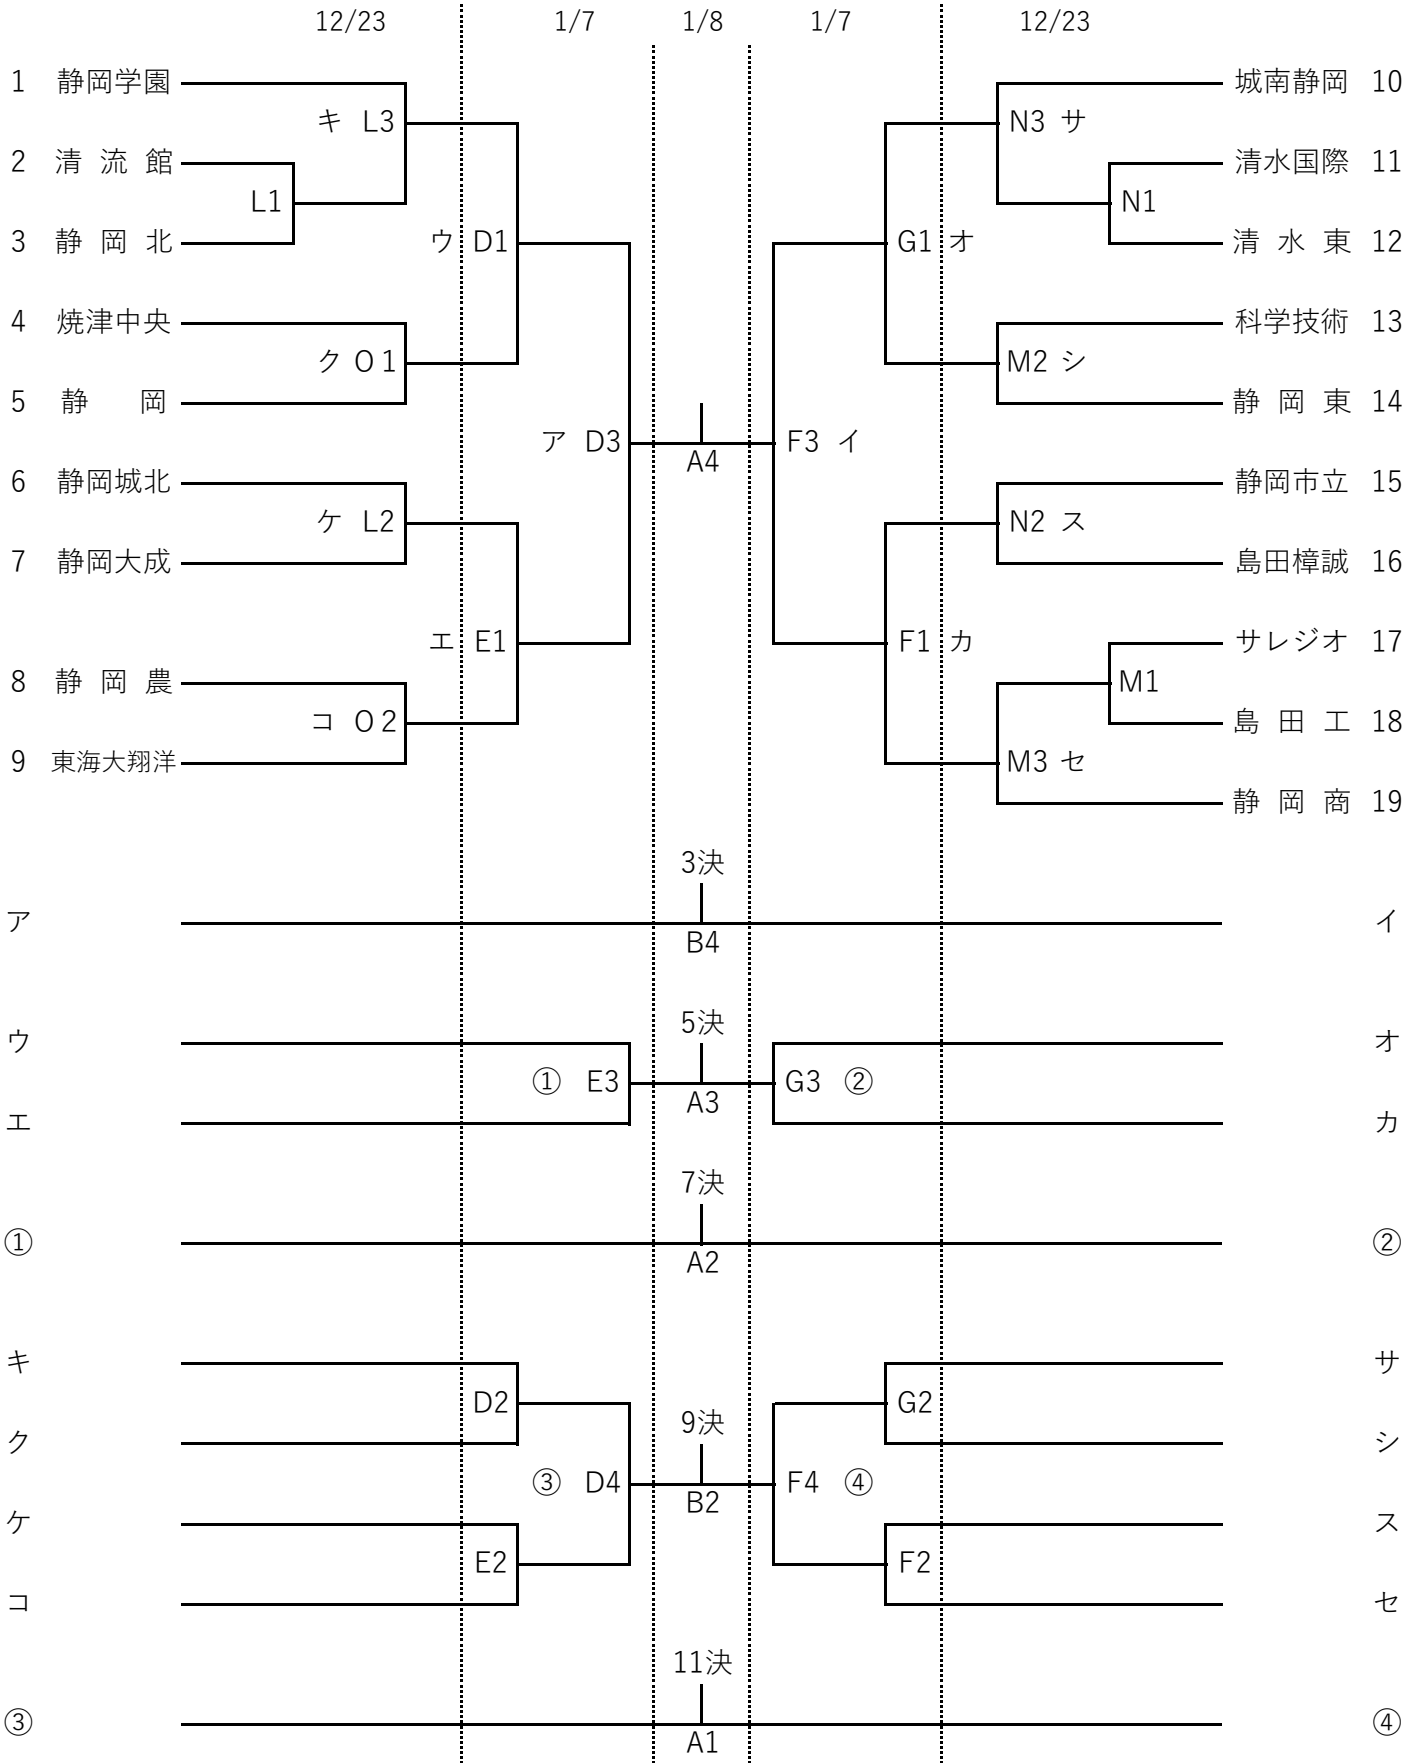 12/23 1/7 1/8 1/7 12/23
1 静岡学園 城南静岡 10
キ L3 N3 サ
2 清流館 清水国際 11
L1 N1
3 静岡北 ウ D1 G1 オ 清水東 12
4 焼津中央 科学技術 13
ク O1 M2 シ
5 静岡 静岡東 14
ア D3 F3 イ
A4
6 静岡城北 静岡市立 15
ケ L2 N2 ス
7 静岡大成 島田樟誠 16
エ E1 F1 カ サレジオ 17
8 静岡農 M1
コ O2 島田工 18
9 東海大翔洋 M3 セ
静岡商 19
3決
ア イ
B4
5決
ウ オ
① E3 G3 ②
A3
エ カ
7決
① ②
A2
キ サ
D2 G2
9決
ク シ
③ D4 F4 ④
B2
ケ ス
E2 F2
コ セ
11決
③ ④
A1